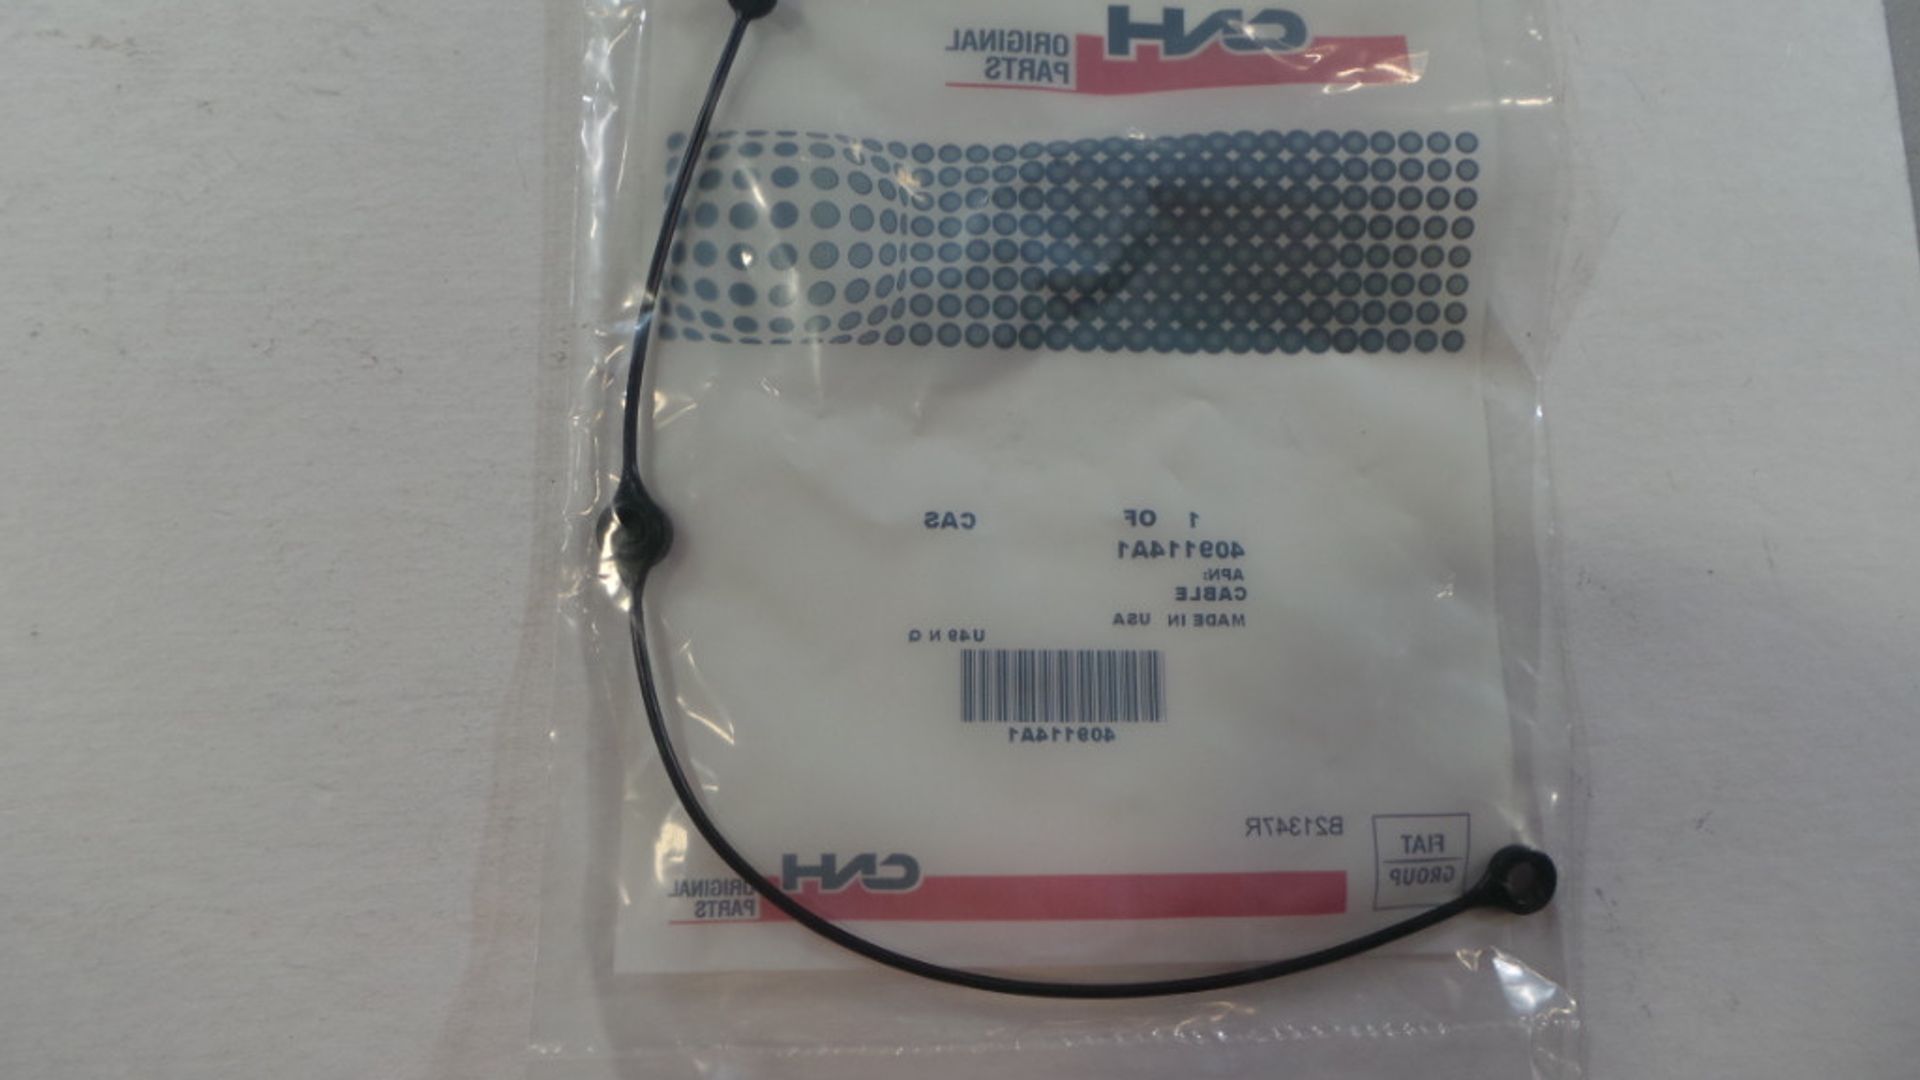 CNH
ORIGINAL
PARTS
1 OF CAS
409114A1
APN:
CABLE
MADE IN USA
U49 N Q
409114A1
B21347R
FIAT
GROUP
CNH
ORIGINAL
PARTS